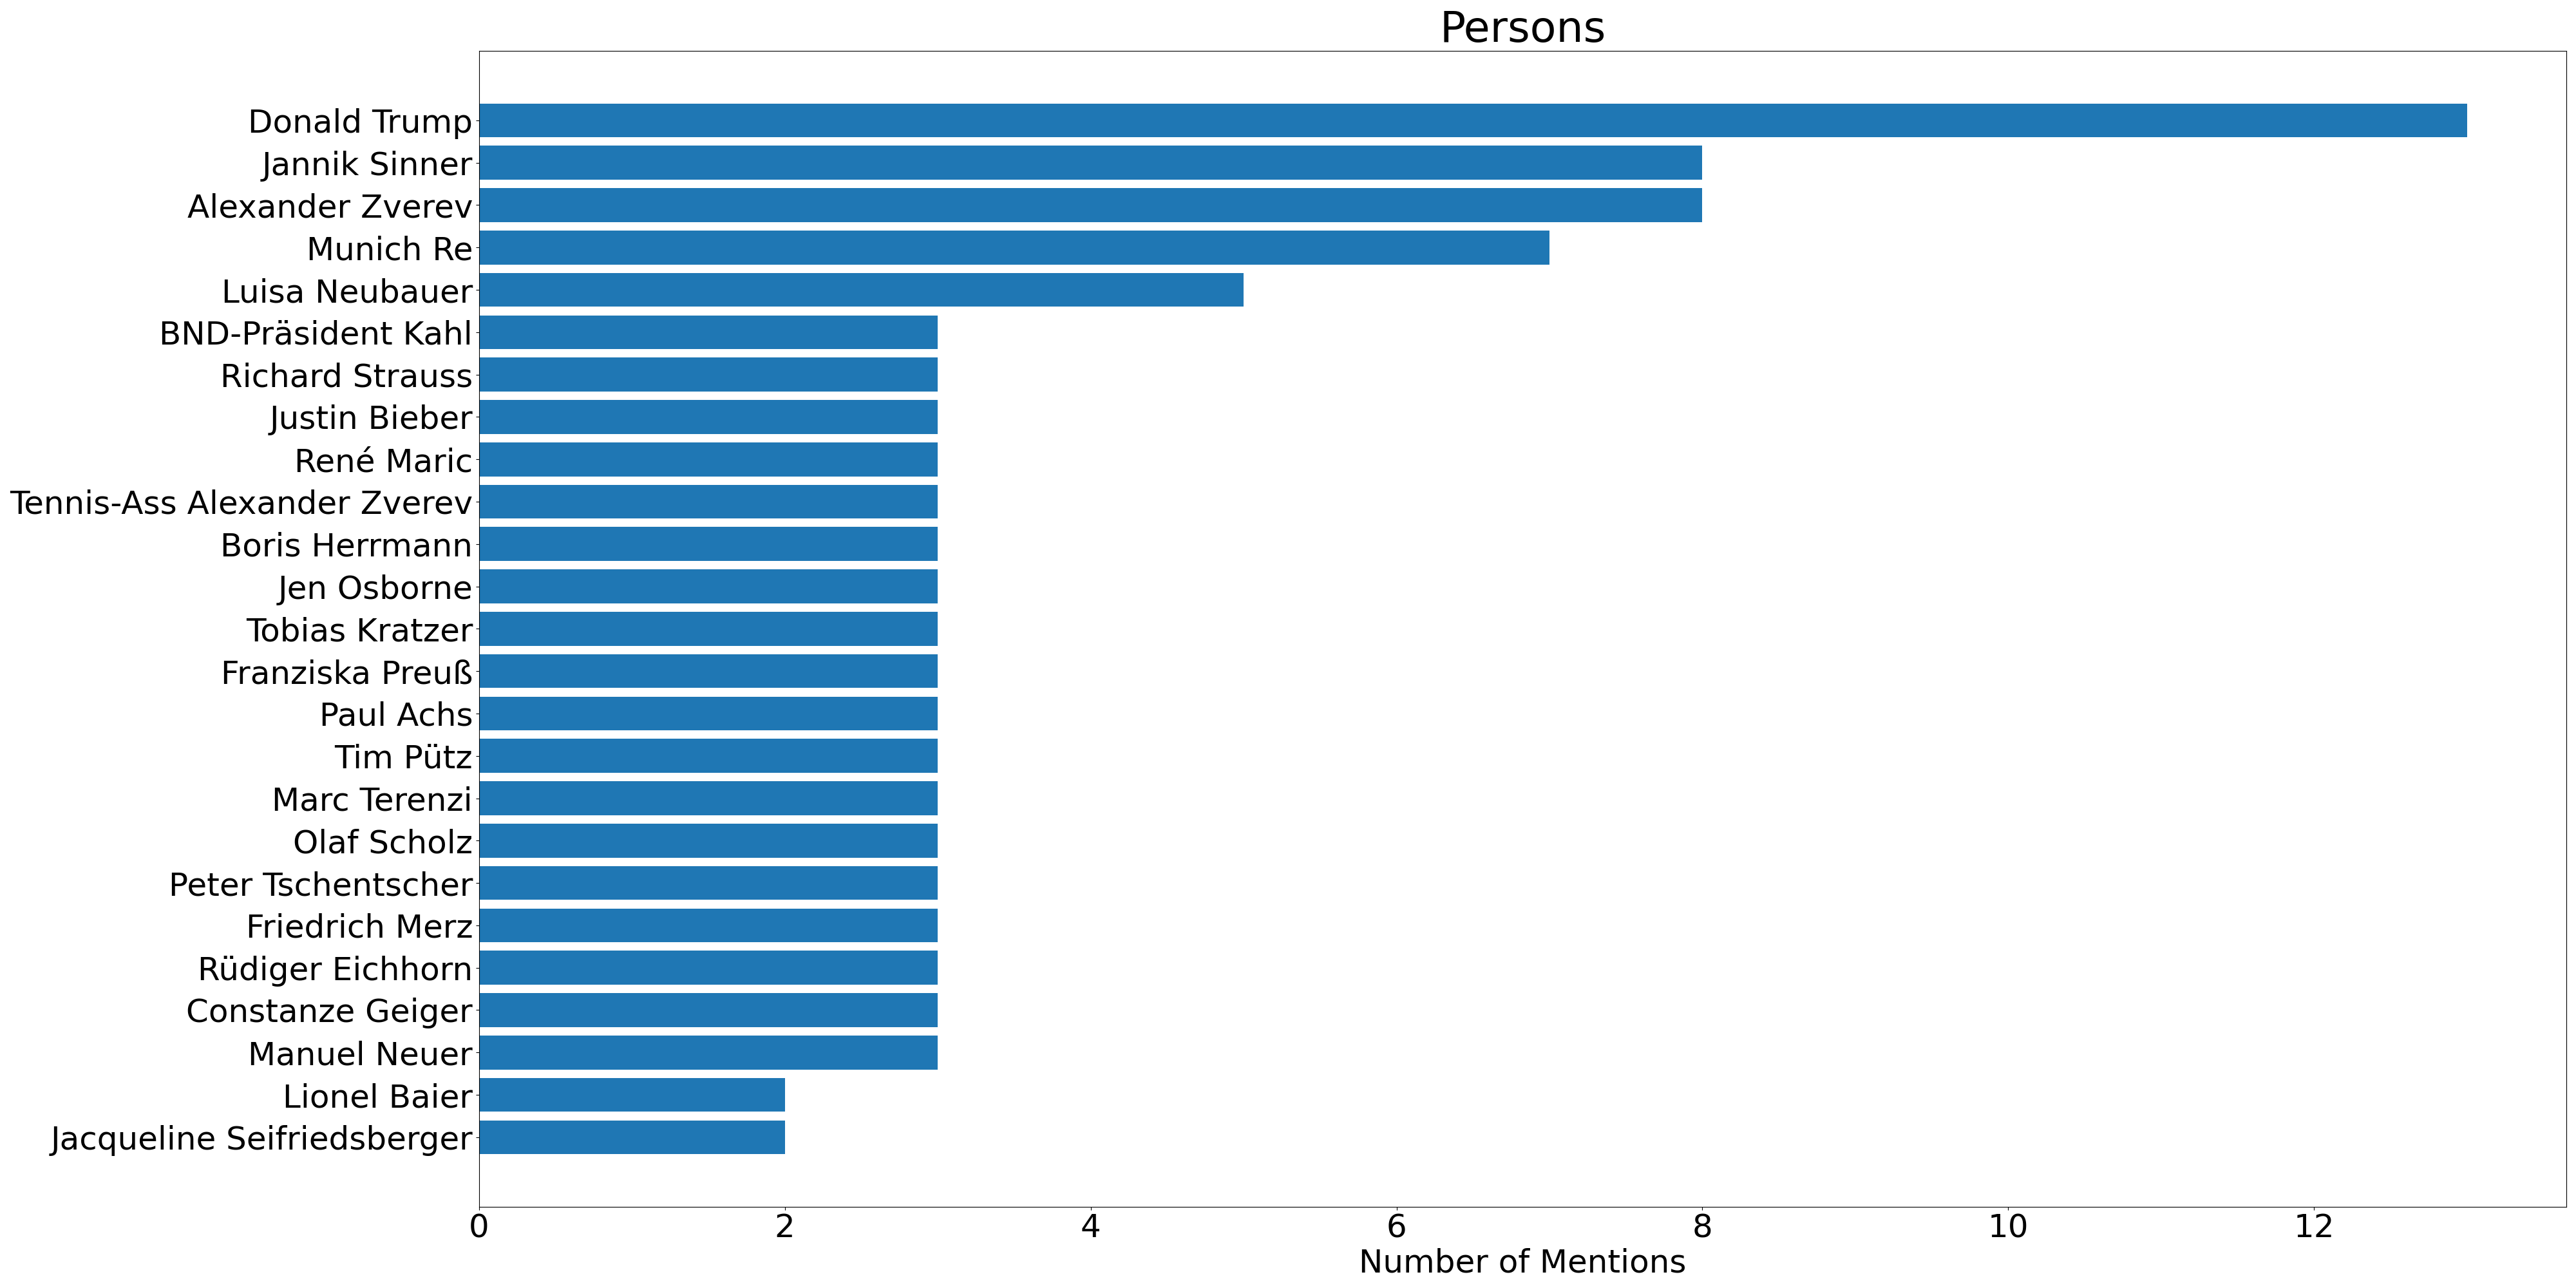 Persons
Donald Trump
Jannik Sinner
Alexander Zverev
Munich Re
Luisa Neubauer
BND-Präsident Kahl
Richard Strauss
Justin Bieber
René Maric
Tennis-Ass Alexander Zverev
Boris Herrmann
Jen Osborne
Tobias Kratzer
Franziska Preuß
Paul Achs
Tim Pütz
Marc Terenzi
Olaf Scholz
Peter Tschentscher
Friedrich Merz
Rüdiger Eichhorn
Constanze Geiger
Manuel Neuer
Lionel Baier
Jacqueline Seifriedsberger
0 2 4 6 8 10 12
Number of Mentions